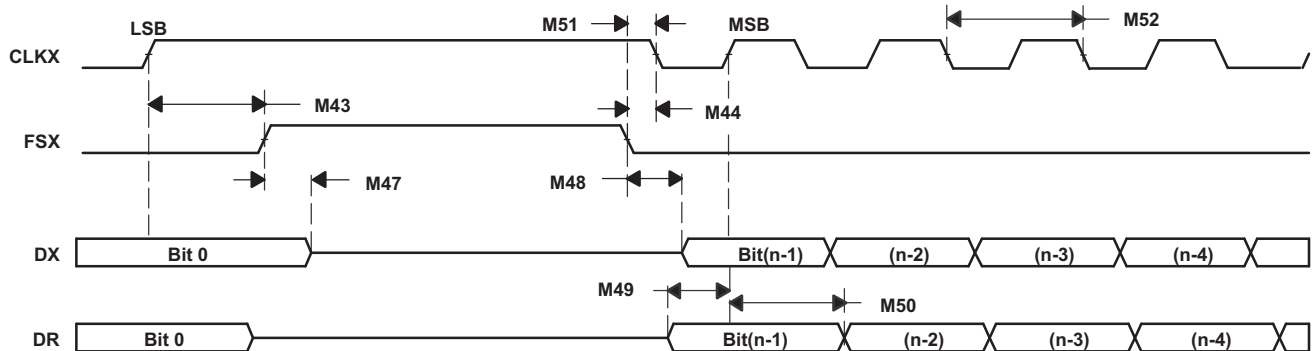 LSB M51 MSB M52
CLKX
M43 M44
FSX
M47 M48
DX Bit 0 Bit(n-1) (n-2) (n-3) (n-4)
M49 M50
DR Bit 0 Bit(n-1) (n-2) (n-3) (n-4)